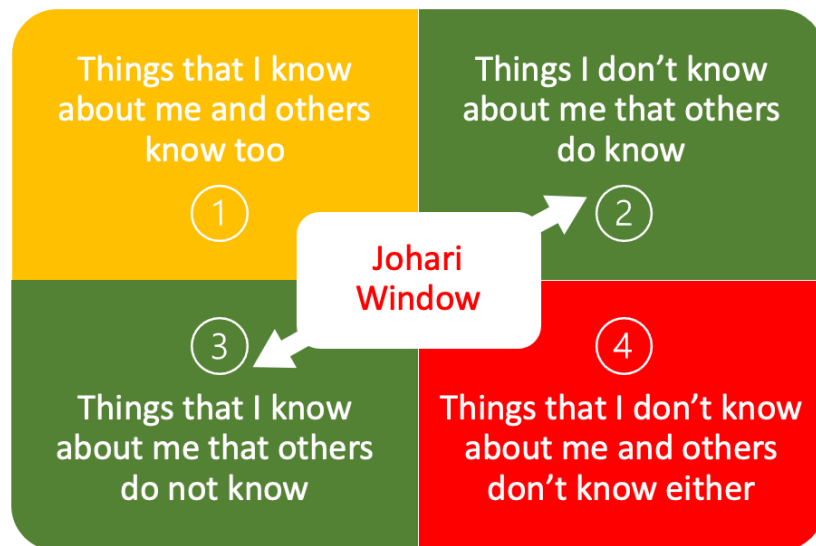 Things that I know
about me and others
know too
1
Things I don’t know
about me that others
do know
2
Johari
Window
3
Things that I know
about me that others
do not know
4
Things that I don’t know
about me and others
don’t know either